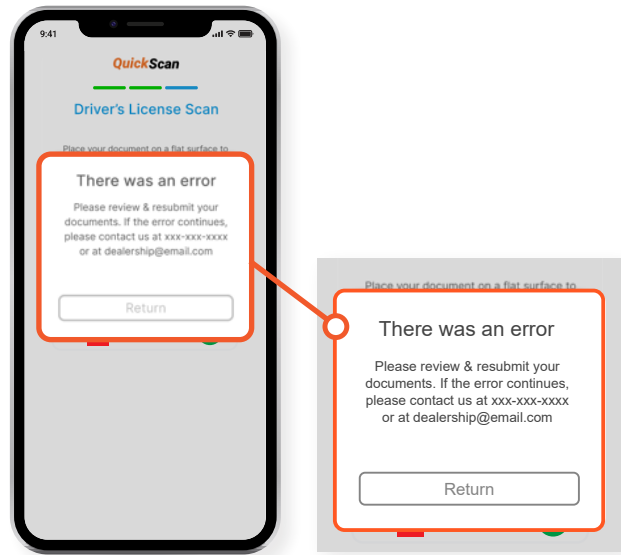 9:41
QuickScan
Driver's License Scan
Place your document on a flat surface to
There was an error
Please review & resubmit your
documents. If the error continues,
please contact us at xxx-xxx-xxxx
or at dealership@email.com
Return
Place your document on a flat surface to
There was an error
Please review & resubmit your
documents. If the error continues,
please contact us at xxx-xxx-xxxx
or at dealership@email.com
Return